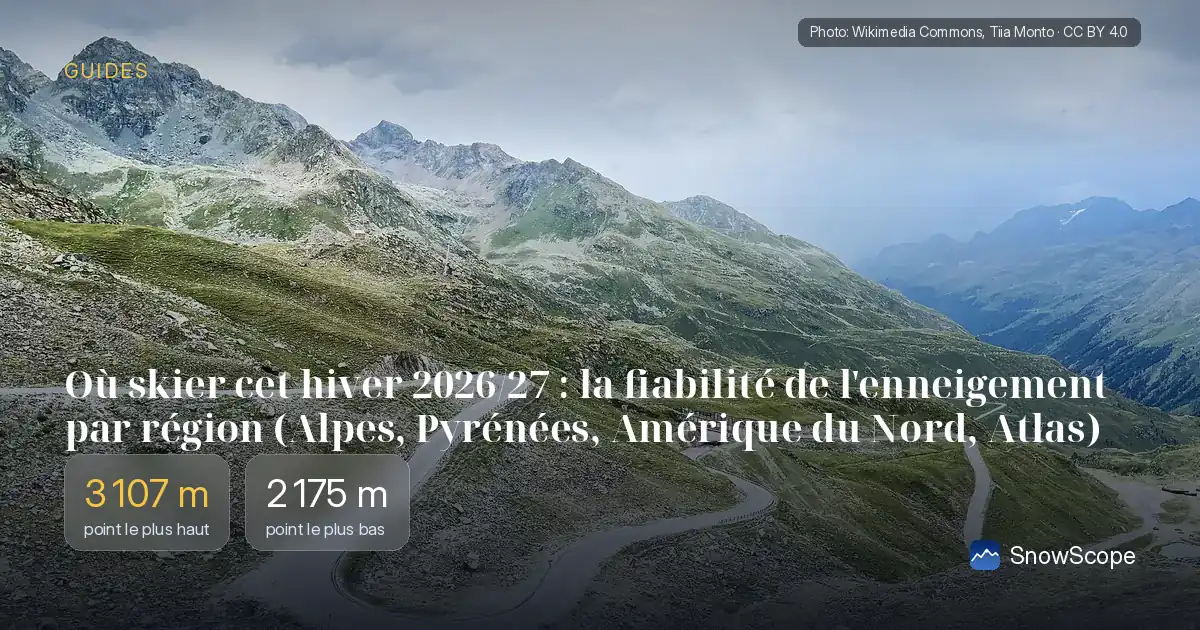 Photo: Wikimedia Commons, Tiia Monto · CC BY 4.0
GUIDES
Où skier cet hiver 2026/27 : la fiabilité de l'enneigement
par région (Alpes, Pyrénées, Amérique du Nord, Atlas)
3 107 m
point le plus haut
2 175 m
point le plus bas
SnowScope